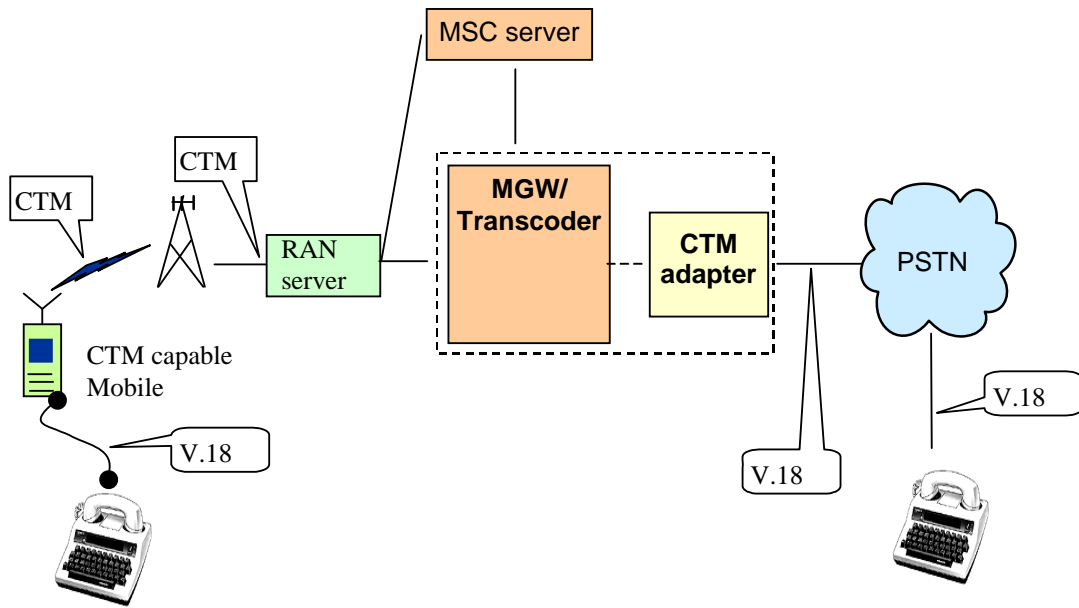 MSC server
CTM
CTM
MGW/
Transcoder
RAN
server
CTM
adapter
PSTN
CTM capable
Mobile
V.18
V.18
V.18